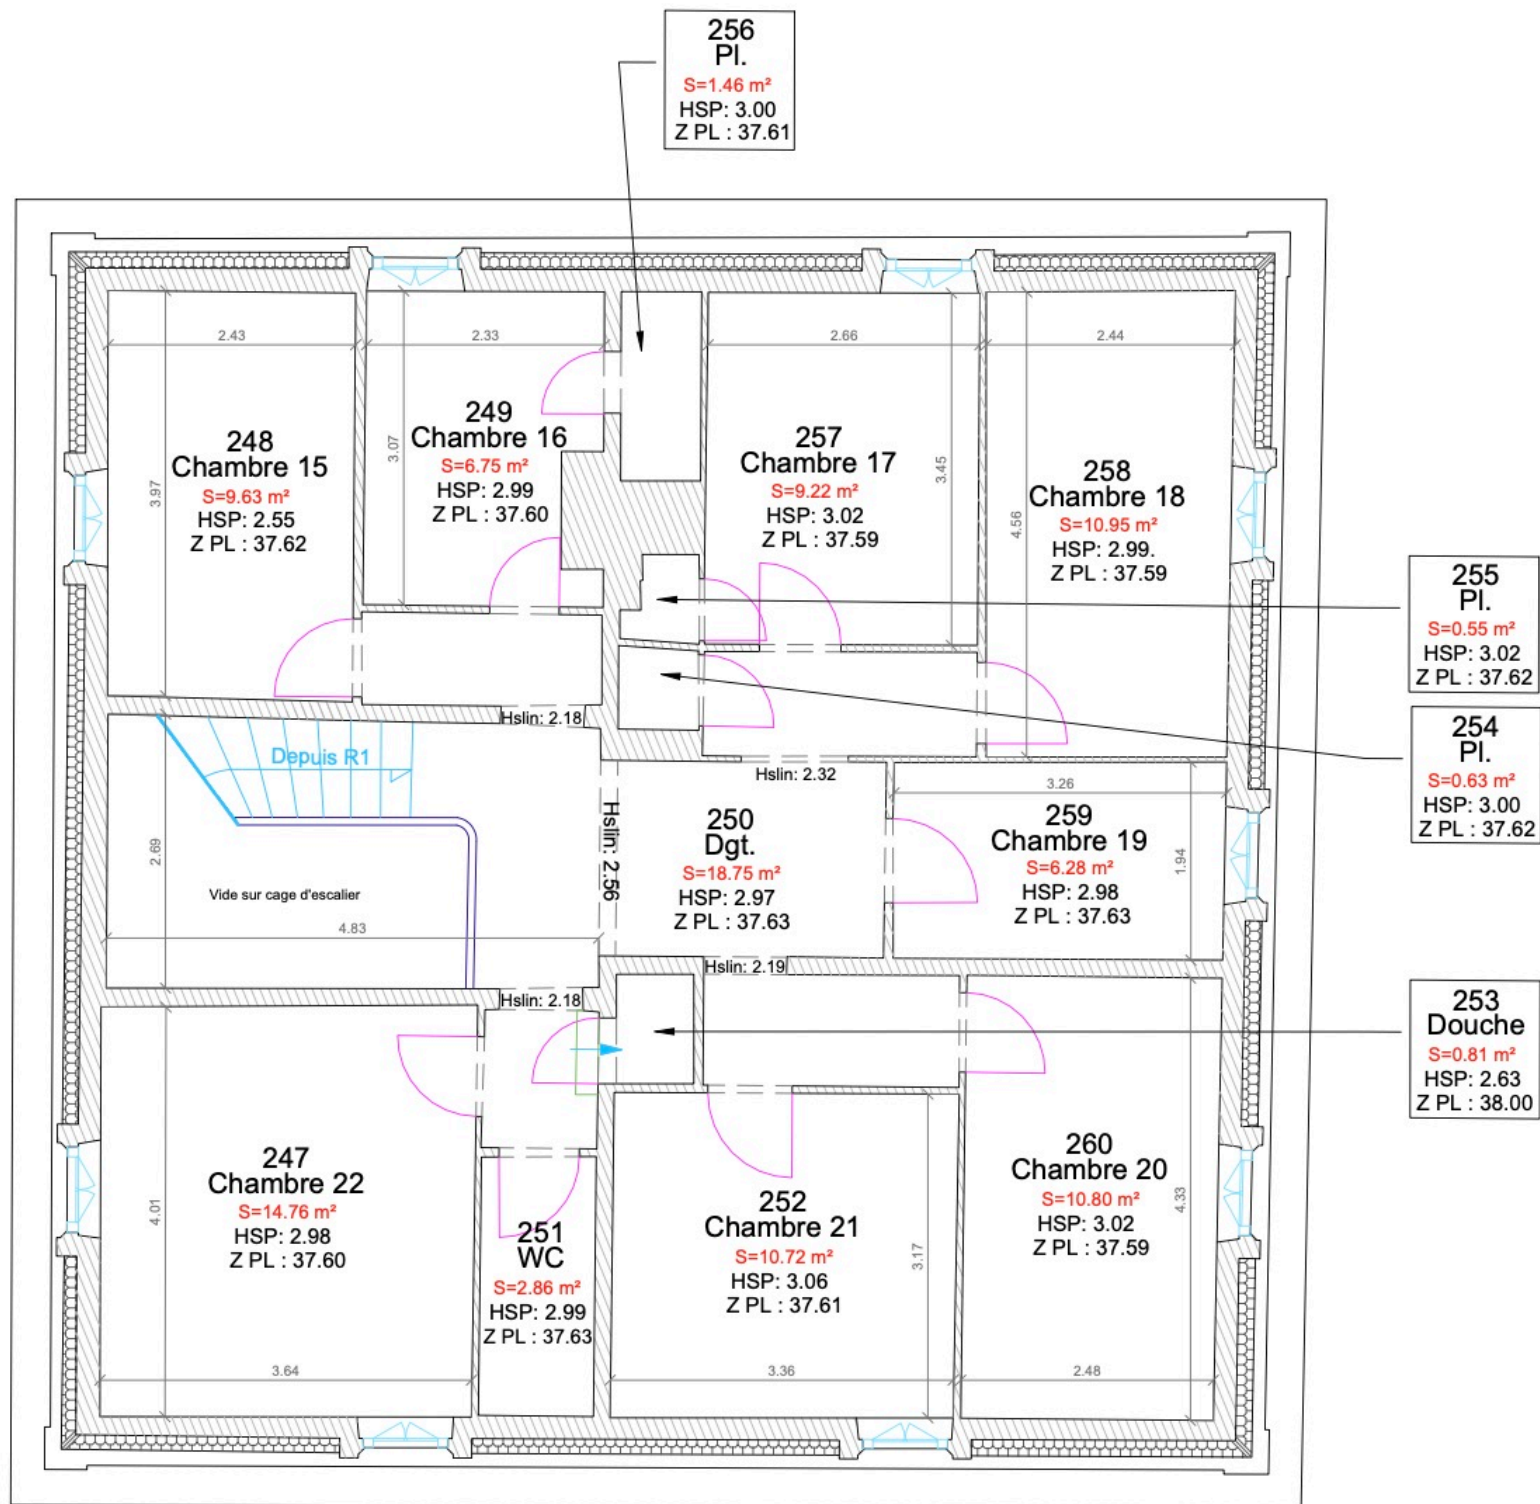 256
Pl.
S=1.46 m²
HSP: 3.00
Z PL : 37.61
2.43
2.33
2.66
2.44
248
Chambre 15
S=9.63 m²
HSP: 2.55
Z PL : 37.62
3.97
249
Chambre 16
S=6.75 m²
HSP: 2.99
Z PL : 37.60
3.07
257
Chambre 17
S=9.22 m²
HSP: 3.02
Z PL : 37.59
3.45
258
Chambre 18
S=10.95 m²
HSP: 2.99.
Z PL : 37.59
4.56
255
Pl.
S=0.55 m²
HSP: 3.02
Z PL : 37.62
254
Pl.
S=0.63 m²
HSP: 3.00
Z PL : 37.62
Hslin: 2.18
Depuis R1
Hslin: 2.32
Hslin: 2.56
2.69
Vide sur cage d'escalier
4.83
250
Dgt.
S=18.75 m²
HSP: 2.97
Z PL : 37.63
3.26
259
Chambre 19
S=6.28 m²
HSP: 2.98
Z PL : 37.63
1.94
Hslin: 2.19
Hslin: 2.18
253
Douche
S=0.81 m²
HSP: 2.63
Z PL : 38.00
247
Chambre 22
S=14.76 m²
HSP: 2.98
Z PL : 37.60
4.01
3.64
251
WC
S=2.86 m²
HSP: 2.99
Z PL : 37.63
252
Chambre 21
S=10.72 m²
HSP: 3.06
Z PL : 37.61
3.17
3.36
260
Chambre 20
S=10.80 m²
HSP: 3.02
Z PL : 37.59
4.33
2.48